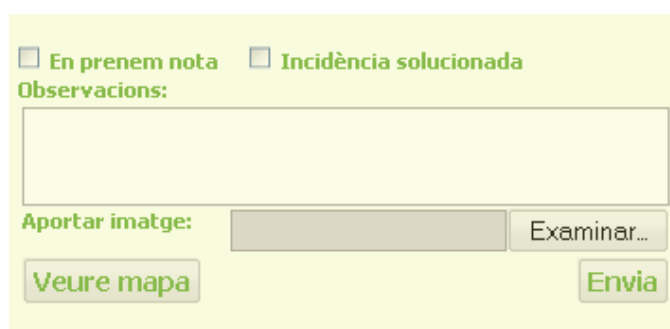 En prenem nota Incidència solucionada
Observacions:
Aportar imatge: Examinar...
Veure mapa Envia